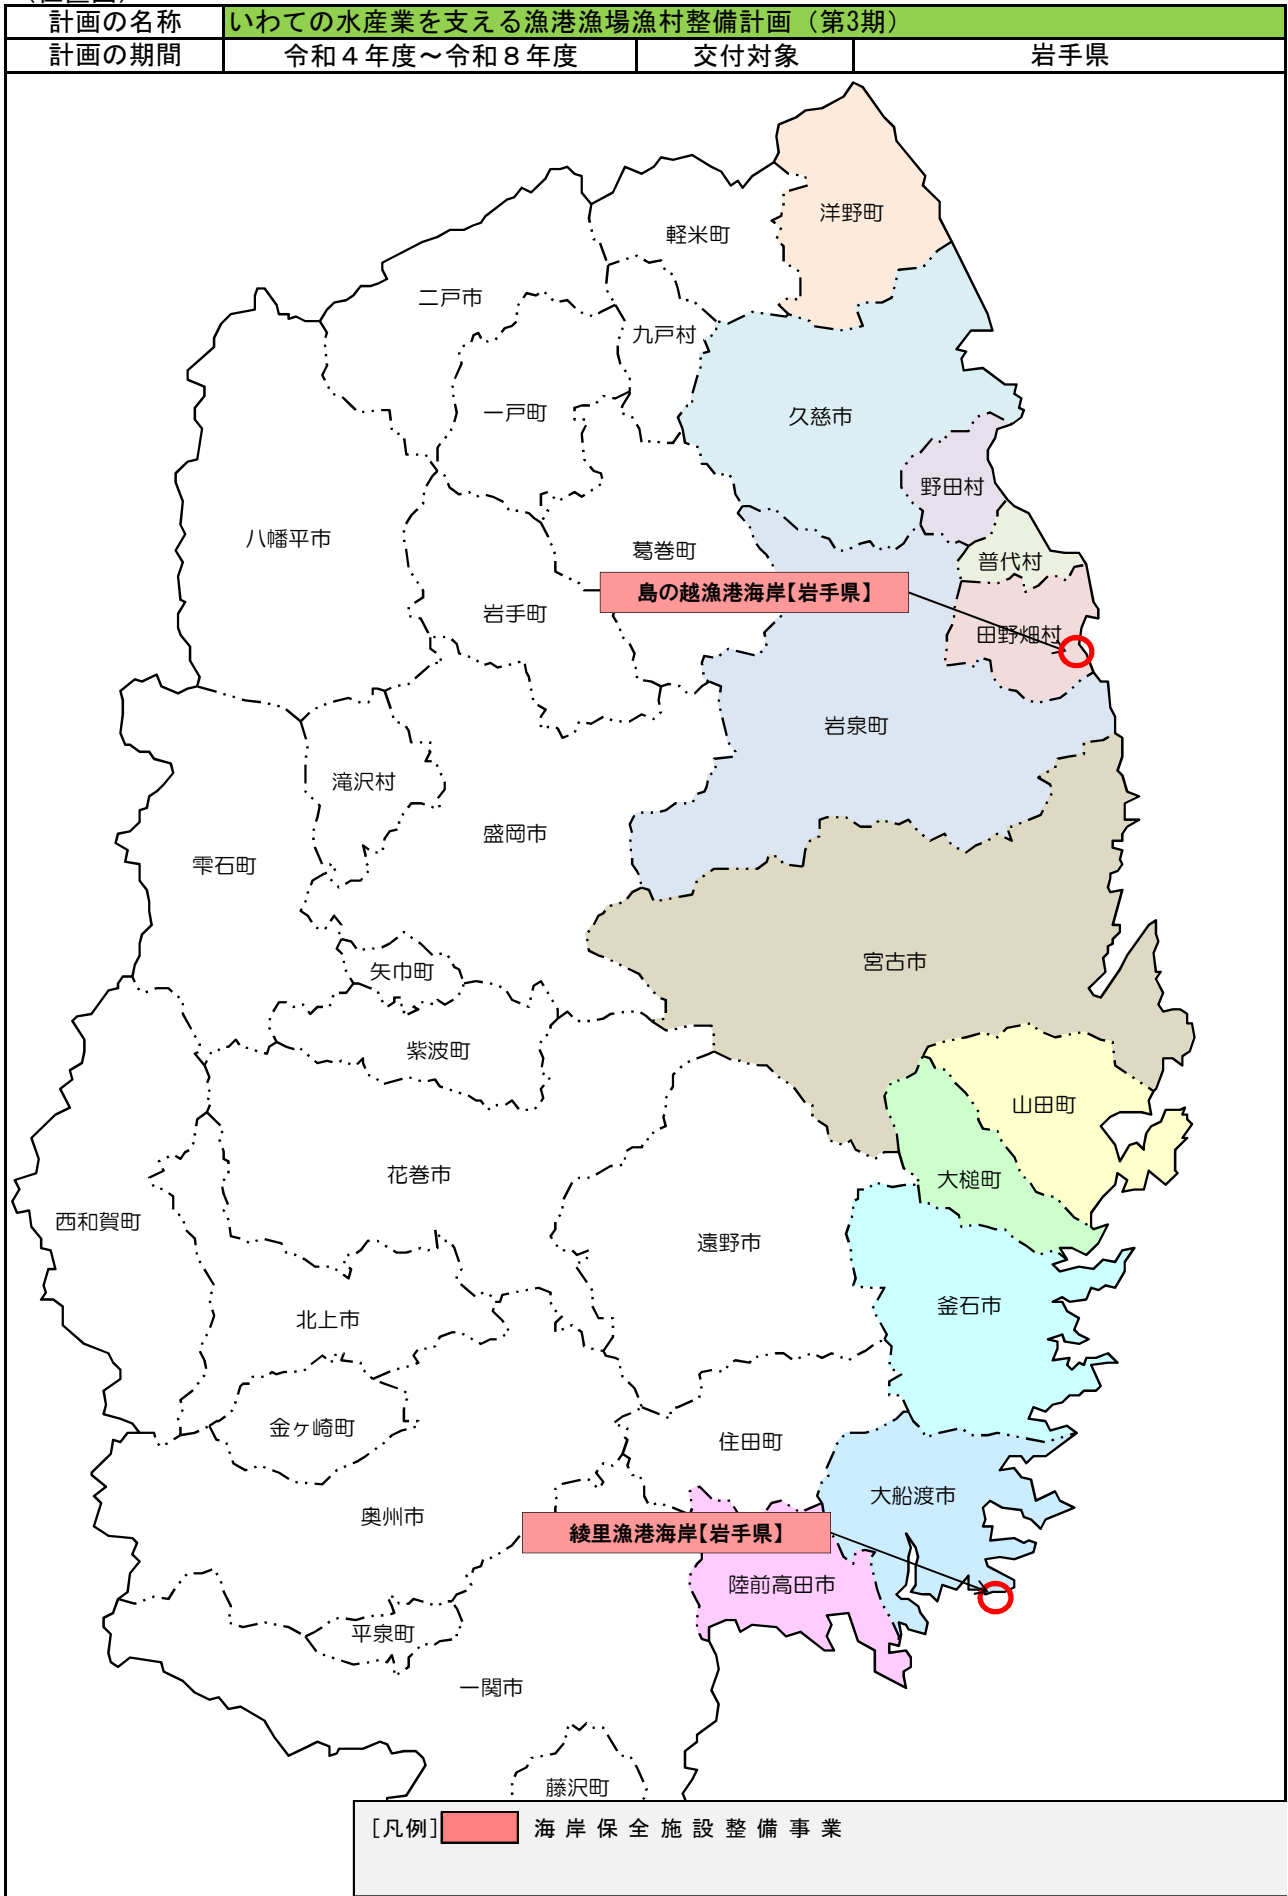 計画の名称 いわての水産業を支える漁港漁場漁村整備計画（第3期）
計画の期間 令和４年度～令和８年度 交付対象 岩手県
洋野町
軽米町
二戸市
九戸村
一戸町
久慈市
野田村
八幡平市
葛巻町
普代村
島の越漁港海岸【岩手県】
岩手町
田野畑村
岩泉町
滝沢村
盛岡市
雫石町
宮古市
矢巾町
紫波町
山田町
花巻市
大槌町
西和賀町
遠野市
釜石市
北上市
金ヶ崎町
住田町
大船渡市
奥州市
綾里漁港海岸【岩手県】
陸前高田市
平泉町
一関市
藤沢町
［凡例］ 海岸保全施設整備事業